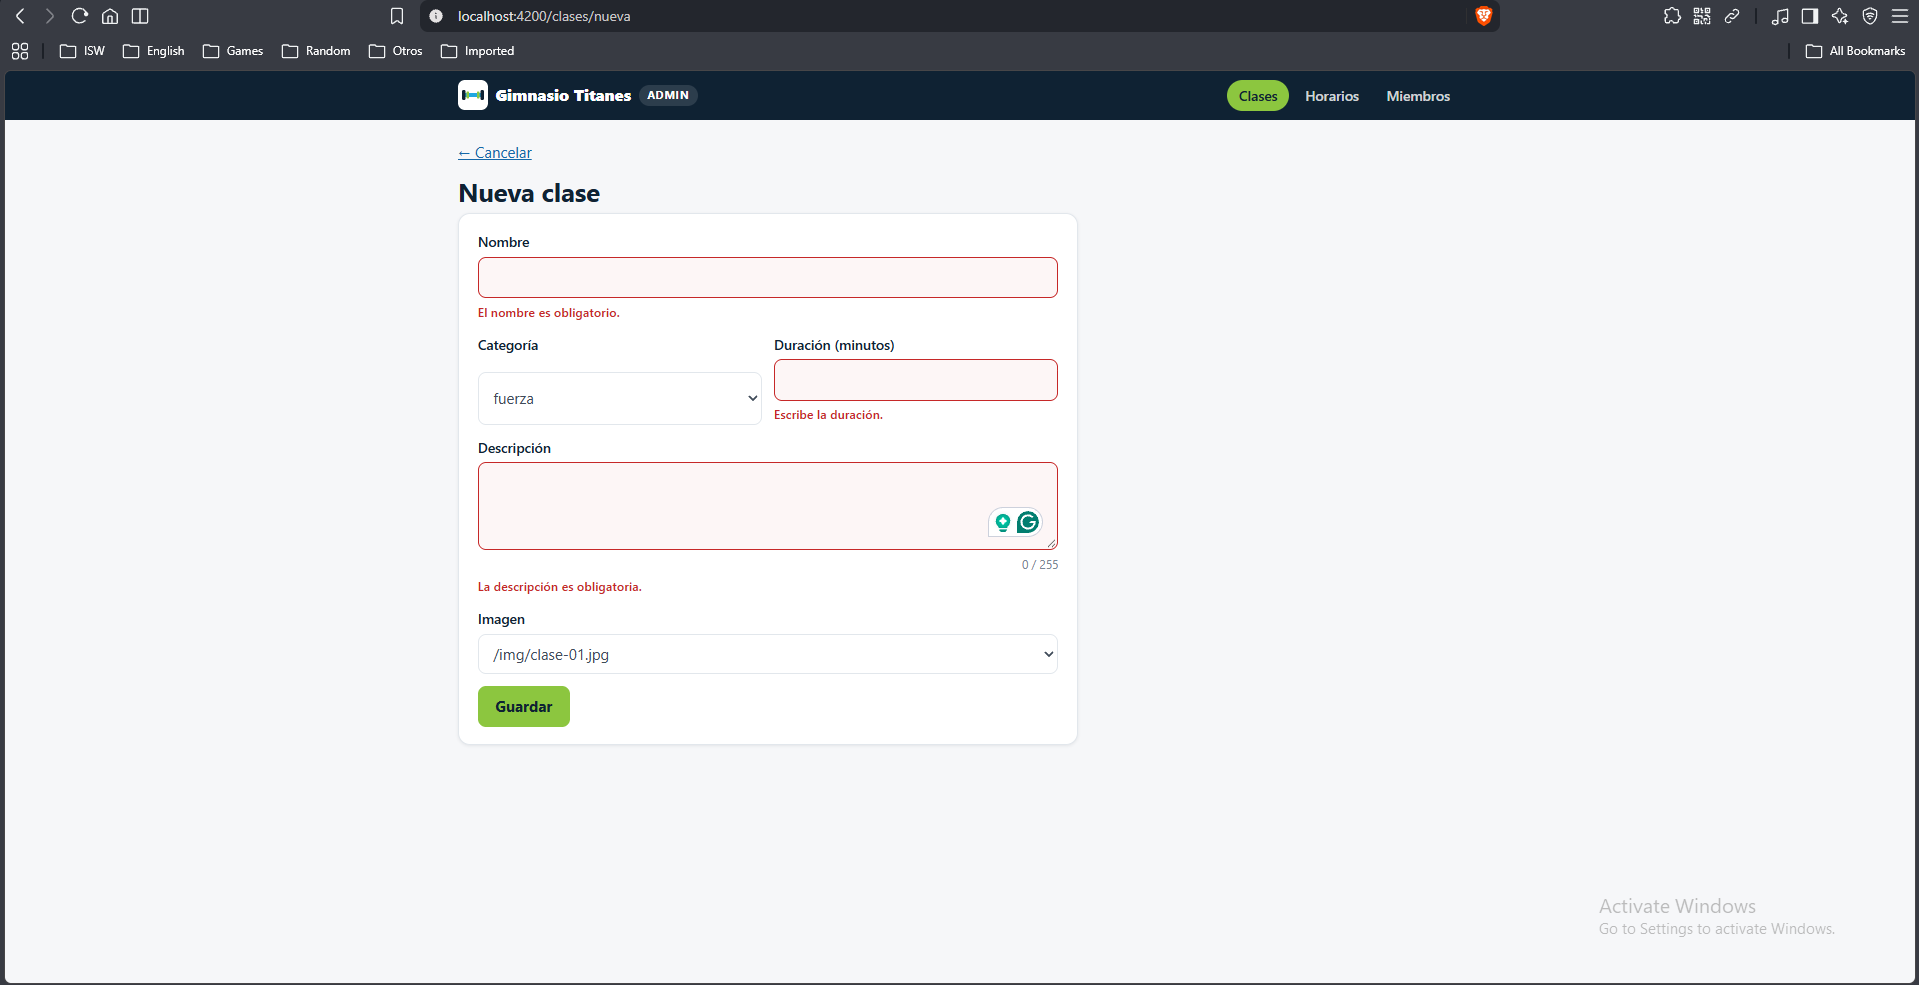 localhost:4200/clases/nueva
ISW English Games Random Otros Imported All Bookmarks
Gimnasio Titanes ADMIN Clases Horarios Miembros
← Cancelar
Nueva clase
Nombre
El nombre es obligatorio.
Categoría Duración (minutos)
fuerza
Escribe la duración.
Descripción
0 / 255
La descripción es obligatoria.
Imagen
/img/clase-01.jpg
Guardar
Activate Windows
Go to Settings to activate Windows.